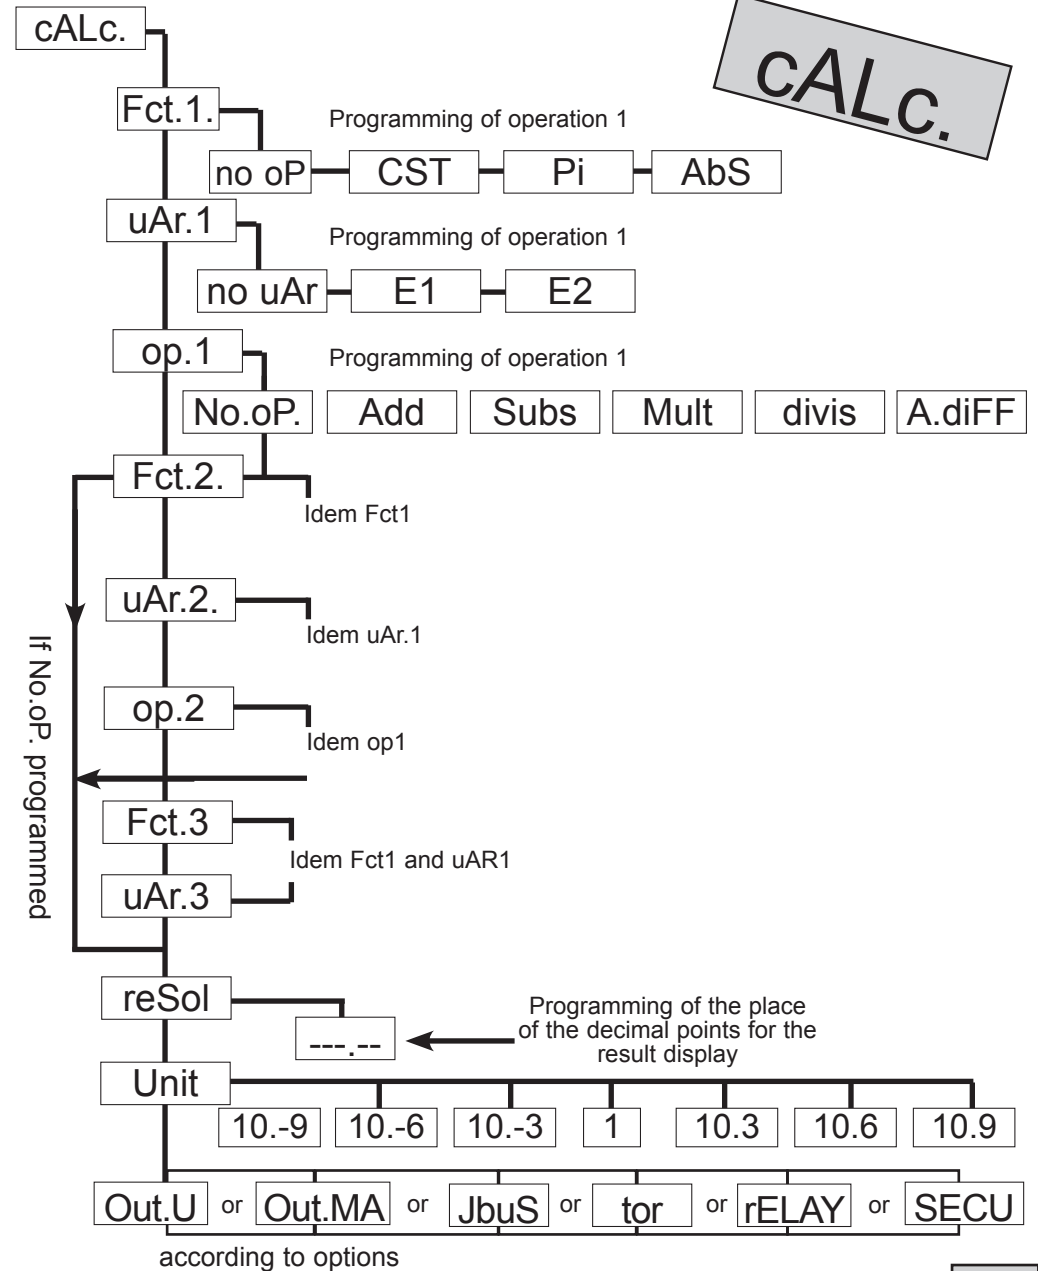 cALc.
cALc.
Fct.1.
Programming of operation 1
no oP CST Pi AbS
uAr.1
Programming of operation 1
no uAr E1 E2
op.1
Programming of operation 1
No.oP. Add Subs Mult divis A.diFF
Fct.2.
Idem Fct1
uAr.2.
Idem uAr.1
If No.oP. programmed
op.2
Idem op1
Fct.3
Idem Fct1 and uAR1
uAr.3
reSol
Programming of the place
of the decimal points for the
result display
---.--
Unit
10.-9 10.-6 10.-3 1 10.3 10.6 10.9
Out.U or Out.MA or JbuS or tor or rELAY or SECU
according to options